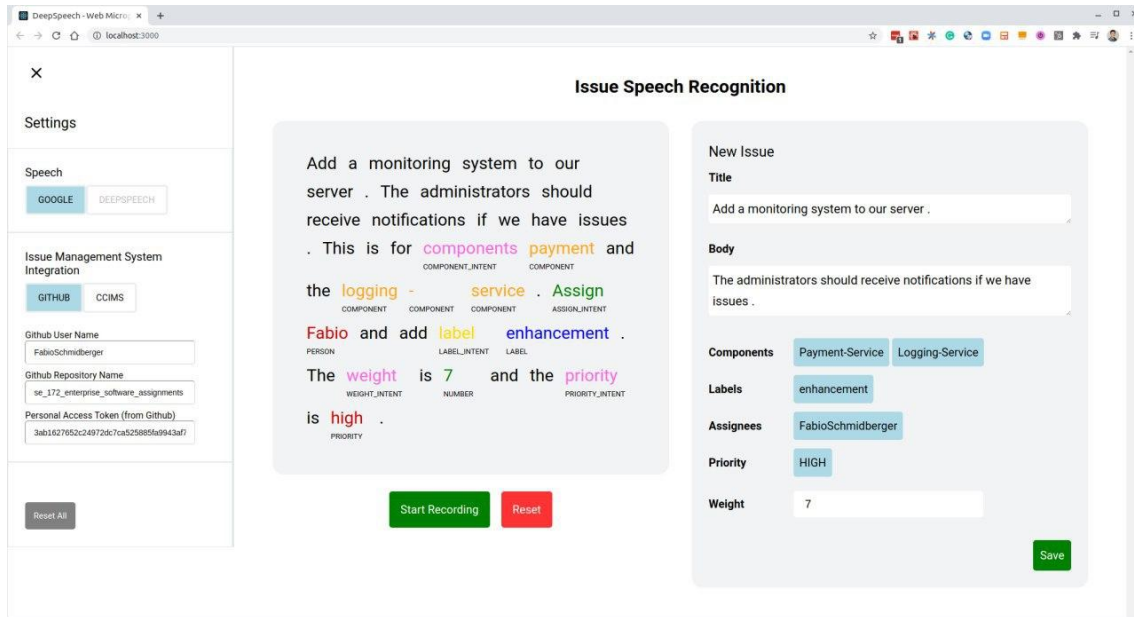 DeepSpeech - Web Micro
localhost:3000
Settings
Speech
GOOGLE DEEPSPEECH
Issue Management System
Integration
GITHUB CCIMS
Github User Name
FabioSchmidberger
Github Repository Name
se_172_enterprise_software_assignments
Personal Access Token (from Github)
Reset All
Issue Speech Recognition
Add a monitoring system to our
server . The administrators should
receive notifications if we have issues
. This is for components payment and
COMPONENT_INTENT COMPONENT
the logging - service . Assign
COMPONENT COMPONENT COMPONENT ASSIGN_INTENT
Fabio and add label enhancement .
PERSON LABEL_INTENT LABEL
The weight is 7 and the priority
WEIGHT_INTENT NUMBER PRIORITY_INTENT
is high .
PRIORITY
Start Recording Reset
New Issue
Title
Add a monitoring system to our server .
Body
The administrators should receive notifications if we have
issues .
Components Payment-Service Logging-Service
Labels enhancement
Assignees FabioSchmidberger
Priority HIGH
Weight 7
Save